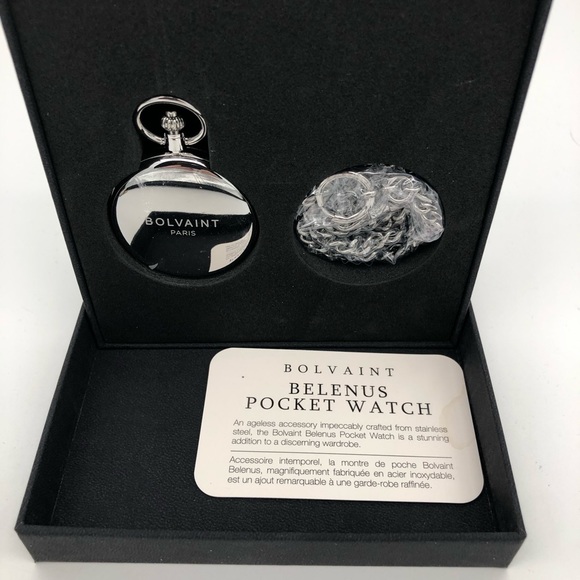 BOLVAINT
PARIS
BOLVAINT
BELENUS
POCKET WATCH
An ageless accessory impeccably crafted from stainless
steel, the Bolvaint Belenus Pocket Watch is a stunning
addition to a discerning wardrobe.
Accessoire intemporel, la montre de poche Bolvaint
Belenus, magnifiquement fabriquée en acier inoxydable,
est un ajout remarquable à une garde-robe raffinée.